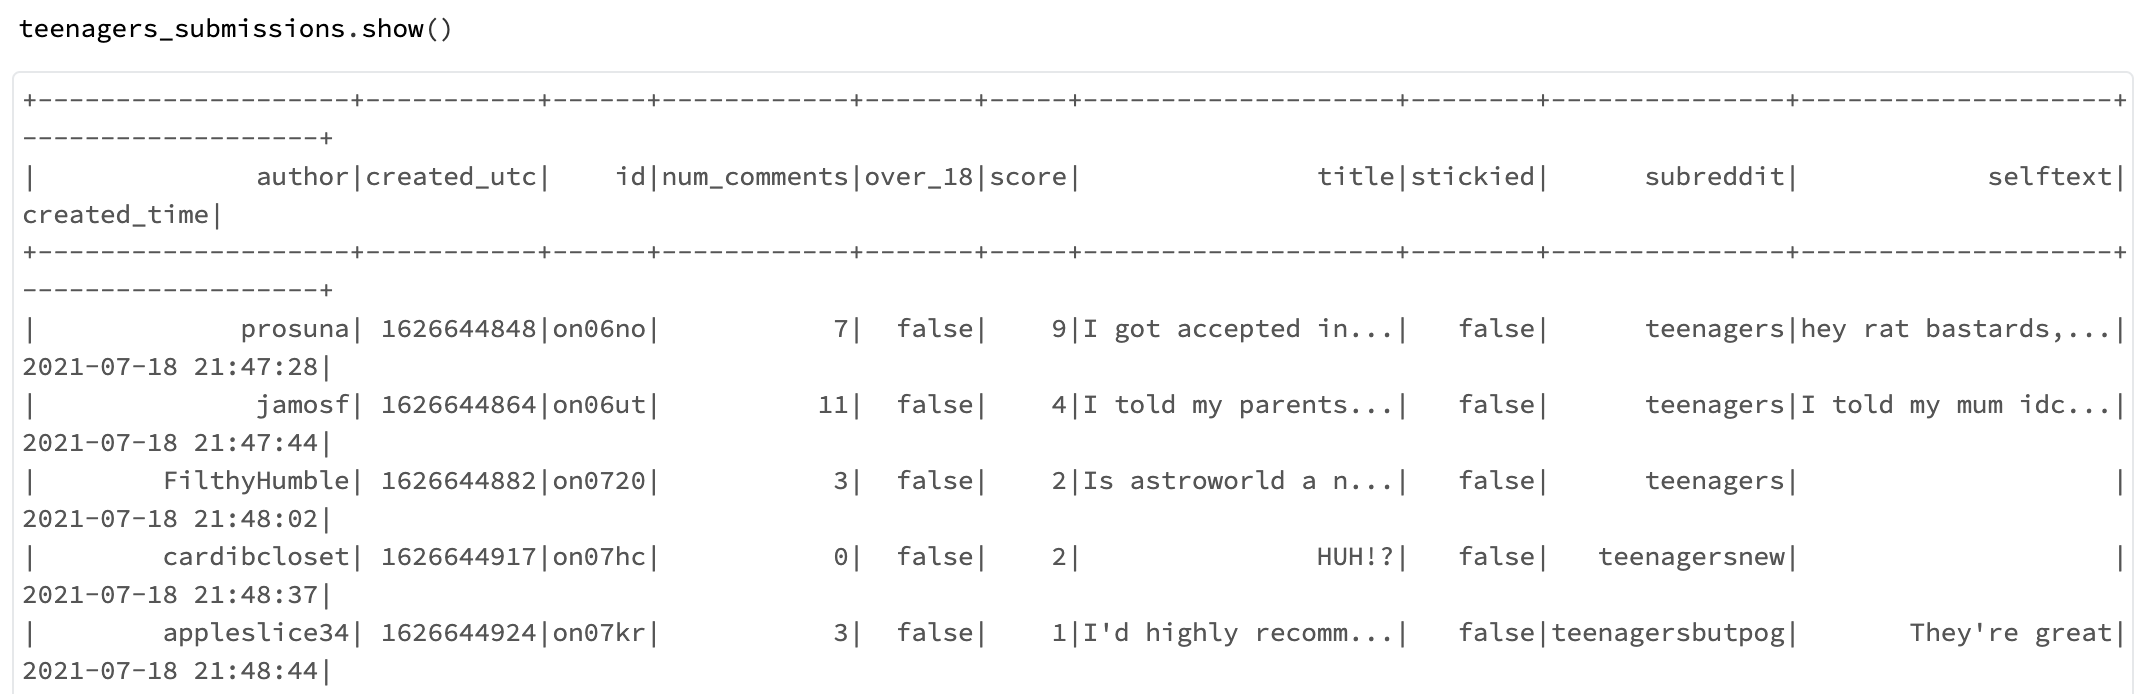 teenagers_submissions.show()
+--------------------+-----------+------+------------+-------+-----+--------------------+--------+---------------+--------------------+
-------------------+
|              author|created_utc|    id|num_comments|over_18|score|               title|stickied|      subreddit|            selftext|
created_time|
+--------------------+-----------+------+------------+-------+-----+--------------------+--------+---------------+--------------------+
-------------------+
|             prosuna| 1626644848|on06no|           7|  false|    9|I got accepted in...|   false|      teenagers|hey rat bastards,...|
2021-07-18 21:47:28|
|              jamosf| 1626644864|on06ut|          11|  false|    4|I told my parents...|   false|      teenagers|I told my mum idc...|
2021-07-18 21:47:44|
|        FilthyHumble| 1626644882|on0720|           3|  false|    2|Is astroworld a n...|   false|      teenagers|                    |
2021-07-18 21:48:02|
|        cardibcloset| 1626644917|on07hc|           0|  false|    2|               HUH!?|   false|   teenagersnew|                    |
2021-07-18 21:48:37|
|        appleslice34| 1626644924|on07kr|           3|  false|    1|I'd highly recomm...|   false|teenagersbutpog|       They're great|
2021-07-18 21:48:44|